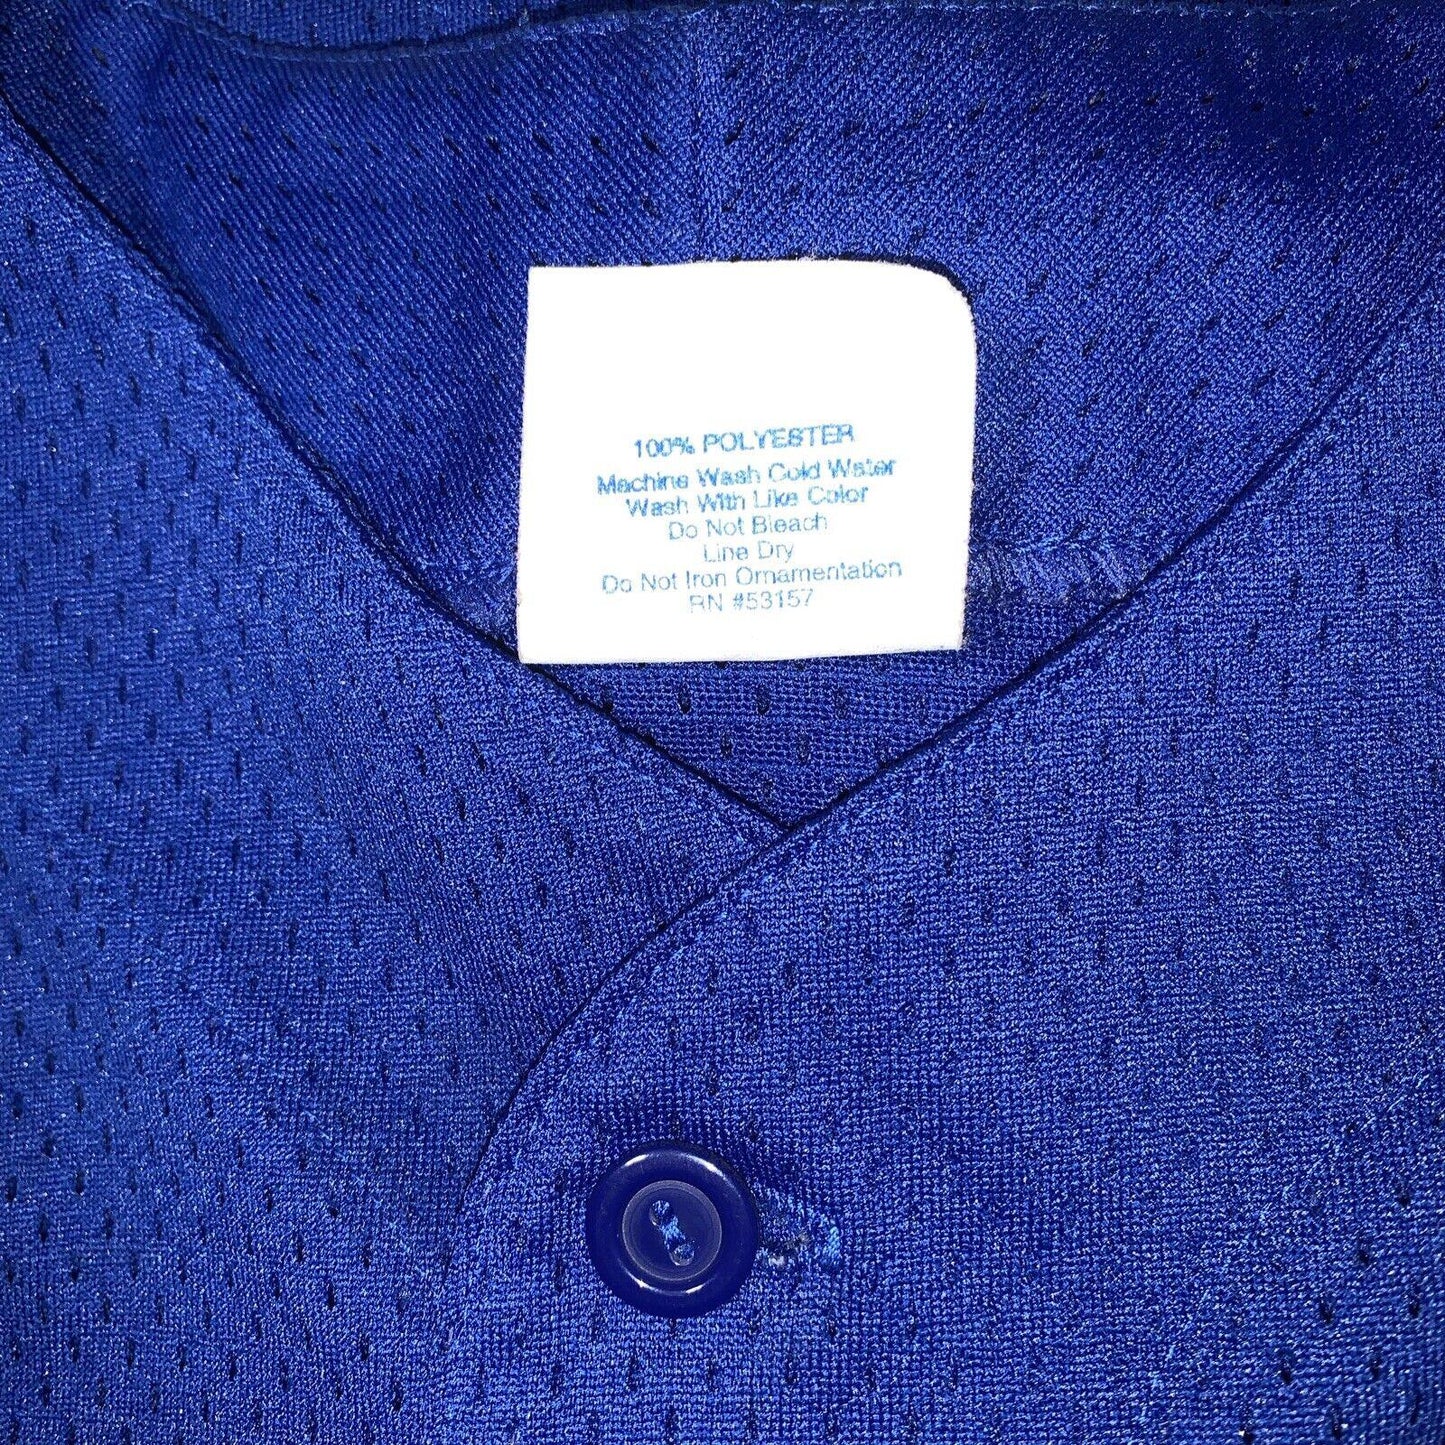 100% POLYESTER
Machine Wash Cold Water
Wash With Like Color
Do Not Bleach
Line Dry
Do Not Iron Ornamentation
RN #53157